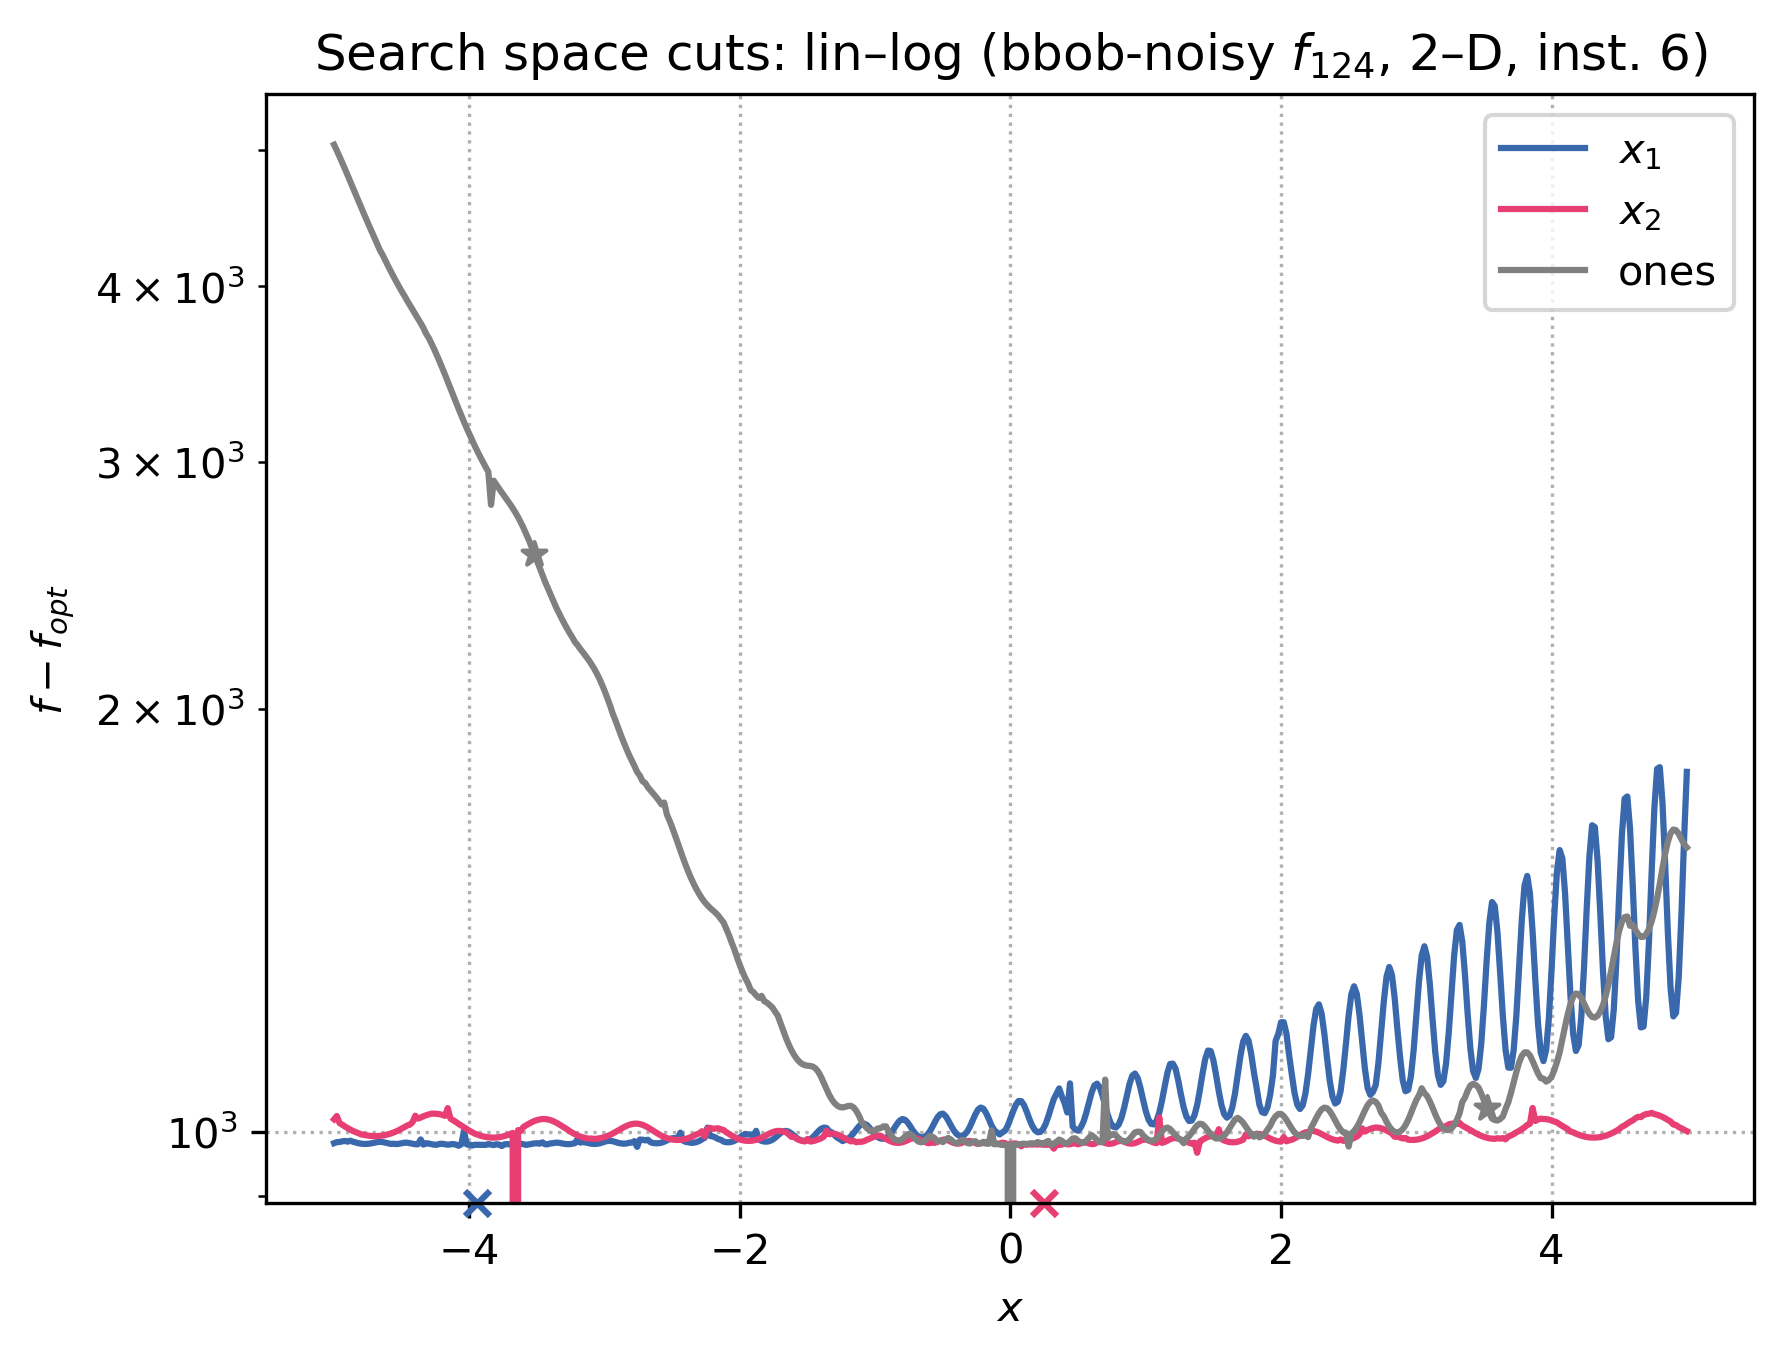 Search space cuts: lin–log (bbob-noisy f₁₂₄, 2–D, inst. 6)
x₁
x₂
ones
4 × 10³
3 × 10³
2 × 10³
10³
f − fₒₚₜ
−4 −2 0 2 4
x